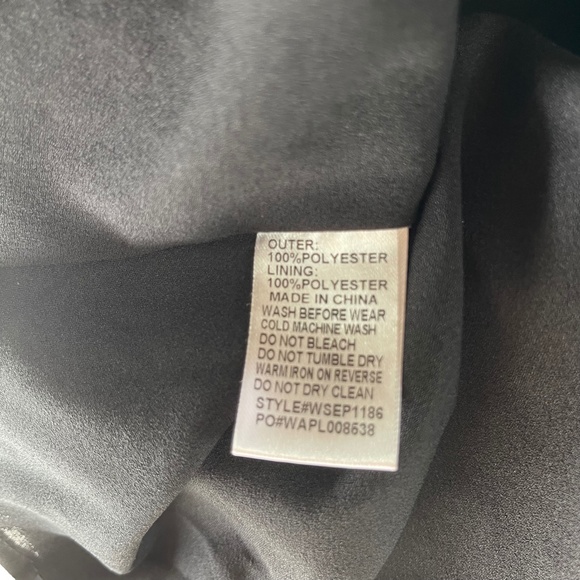 OUTER:
100%POLYESTER
LINING:
100%POLYESTER
MADE IN CHINA
WASH BEFORE WEAR
COLD MACHINE WASH
DO NOT BLEACH
DO NOT TUMBLE DRY
WARM IRON ON REVERSE
DO NOT DRY CLEAN
STYLE#WSEP1186
PO#WAPL008638